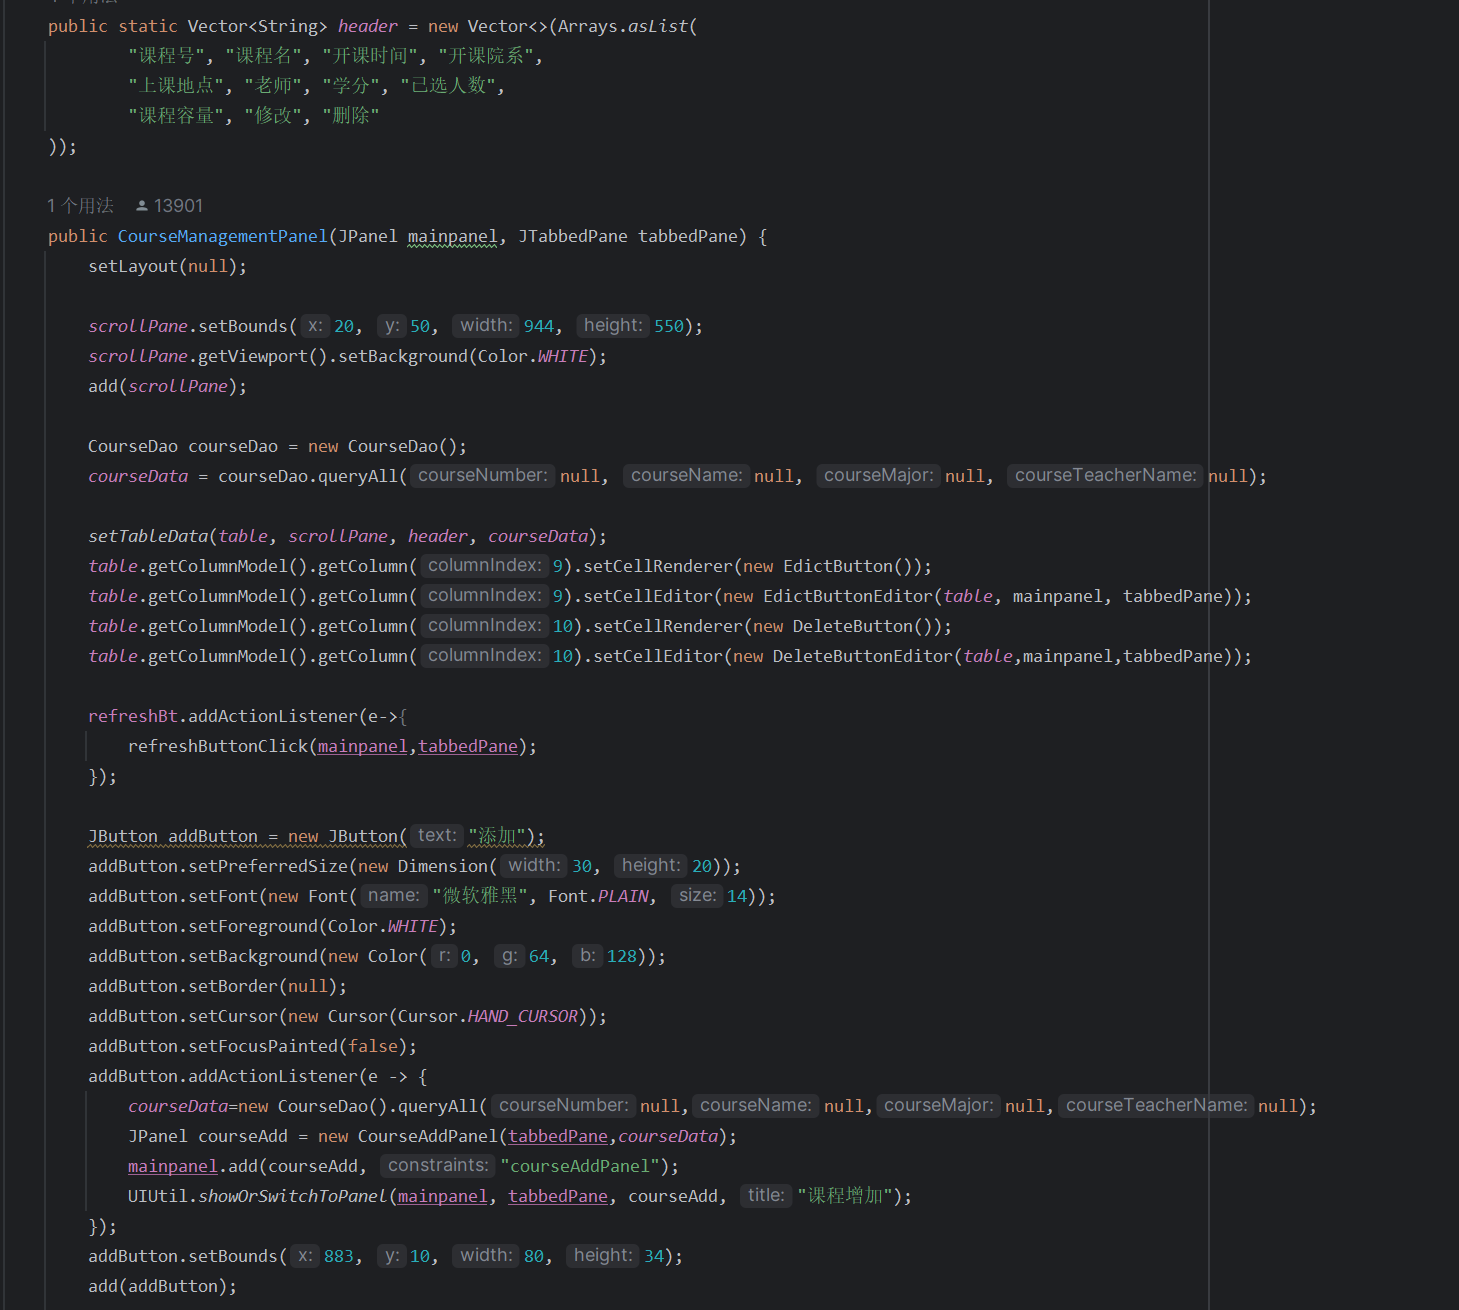 1 个用法
public static Vector<String> header = new Vector<>(Arrays.asList(
"课程号", "课程名", "开课时间", "开课院系",
"上课地点", "老师", "学分", "已选人数",
"课程容量", "修改", "删除"
));
1 个用法 13901
public CourseManagementPanel(JPanel mainpanel, JTabbedPane tabbedPane) {
setLayout(null);
scrollPane.setBounds( x: 20, y: 50, width: 944, height: 550);
scrollPane.getViewport().setBackground(Color.WHITE);
add(scrollPane);
CourseDao courseDao = new CourseDao();
courseData = courseDao.queryAll( courseNumber: null, courseName: null, courseMajor: null, courseTeacherName: null);
setTableData(table, scrollPane, header, courseData);
table.getColumnModel().getColumn( columnIndex: 9).setCellRenderer(new EdictButton());
table.getColumnModel().getColumn( columnIndex: 9).setCellEditor(new EdictButtonEditor(table, mainpanel, tabbedPane));
table.getColumnModel().getColumn( columnIndex: 10).setCellRenderer(new DeleteButton());
table.getColumnModel().getColumn( columnIndex: 10).setCellEditor(new DeleteButtonEditor(table,mainpanel,tabbedPane));
refreshBt.addActionListener(e->{
refreshButtonClick(mainpanel,tabbedPane);
});
JButton addButton = new JButton( text: "添加");
addButton.setPreferredSize(new Dimension( width: 30, height: 20));
addButton.setFont(new Font( name: "微软雅黑", Font.PLAIN, size: 14));
addButton.setForeground(Color.WHITE);
addButton.setBackground(new Color( r: 0, g: 64, b: 128));
addButton.setBorder(null);
addButton.setCursor(new Cursor(Cursor.HAND_CURSOR));
addButton.setFocusPainted(false);
addButton.addActionListener(e -> {
courseData=new CourseDao().queryAll( courseNumber: null, courseName: null, courseMajor: null, courseTeacherName: null);
JPanel courseAdd = new CourseAddPanel(tabbedPane,courseData);
mainpanel.add(courseAdd, constraints: "courseAddPanel");
UIUtil.showOrSwitchToPanel(mainpanel, tabbedPane, courseAdd, title: "课程增加");
});
addButton.setBounds( x: 883, y: 10, width: 80, height: 34);
add(addButton);